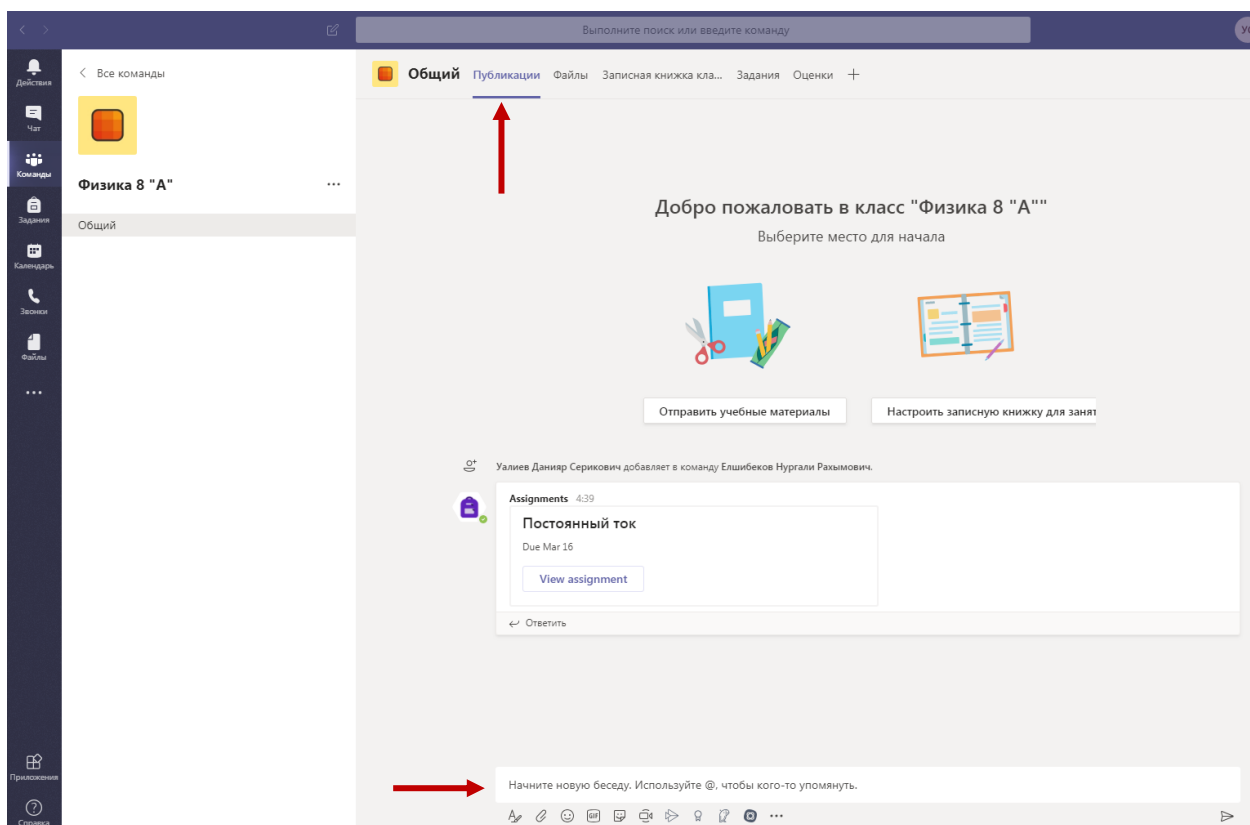 Выполните поиск или введите команду
Действия
Чат
Команды
Задания
Календарь
Звонки
Файлы
Приложения
Справка
Все команды
Физика 8 "А"
Общий
Общий Публикации Файлы Записная книжка кла... Задания Оценки
Добро пожаловать в класс "Физика 8 "А""
Выберите место для начала
Отправить учебные материалы
Настроить записную книжку для занят
Уалиев Данияр Серикович добавляет в команду Елшибеков Нургали Рахымович.
Assignments 4:39
Постоянный ток
Due Mar 16
View assignment
Ответить
Начните новую беседу. Используйте @, чтобы кого-то упомянуть.
GIF